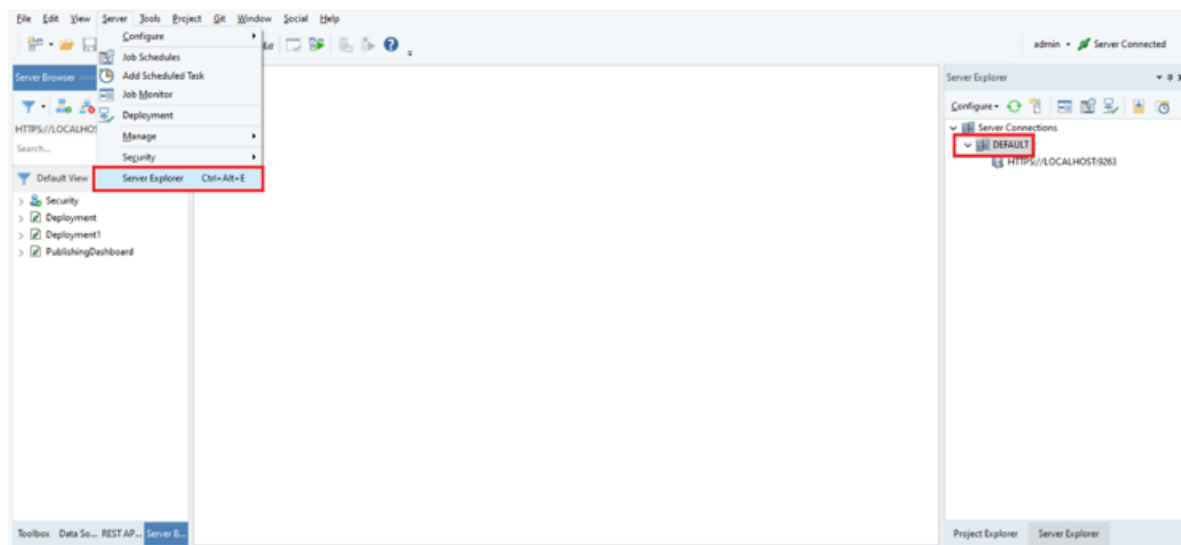 File Edit View Server Tools Project Git Window Social Help
Configure
admin Server Connected
Job Schedules
Server Browser
Add Scheduled Task
Server Explorer
Job Monitor
Configure
Deployment
HTTPS://LOCALHOS
Server Connections
Manage
Search...
DEFAULT
Security
HTTPS://LOCALHOST:9263
Default View
Server Explorer Ctrl+Alt+E
Security
Deployment
Deployment1
PublishingDashboard
Toolbox Data So... REST AP... Server B...
Project Explorer Server Explorer